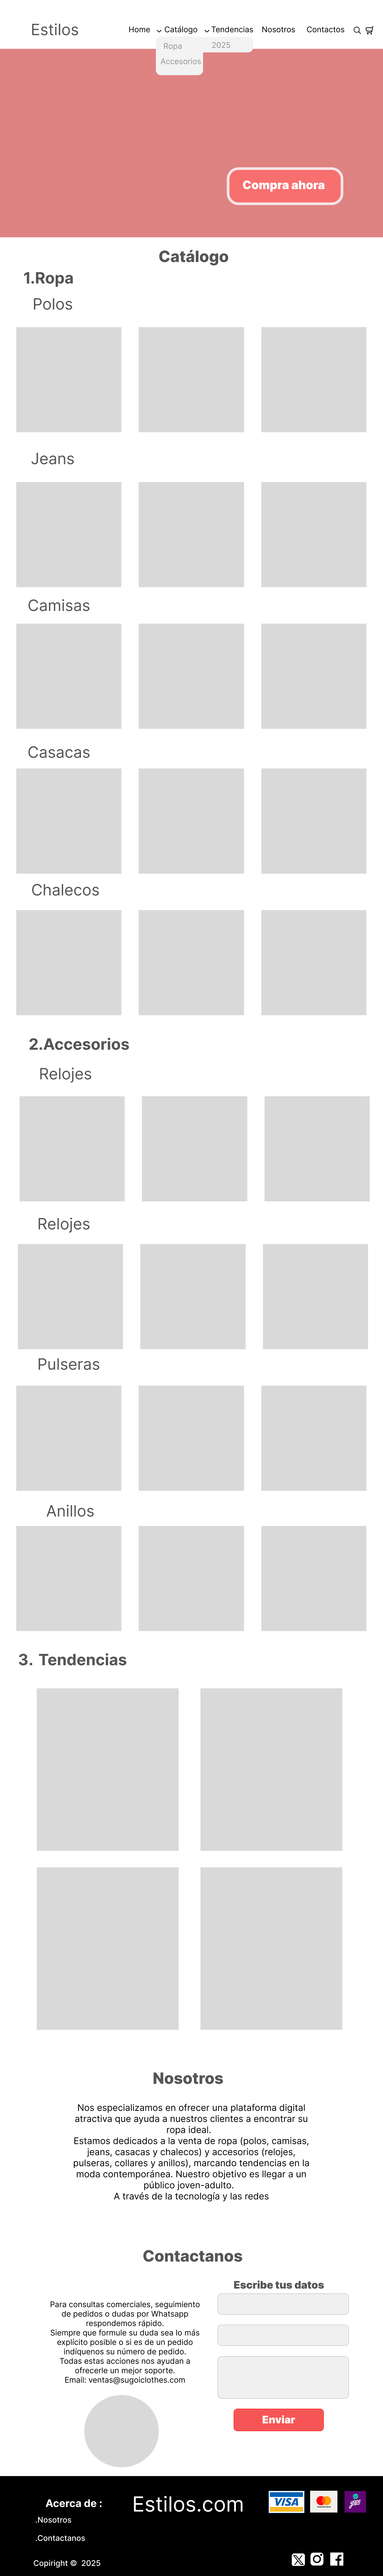 Estilos
Home
Catálogo
Tendencias
Nosotros
Contactos
Ropa
Accesorios
2025
Compra ahora
Catálogo
1.Ropa
Polos
Jeans
Camisas
Casacas
Chalecos
2.Accesorios
Relojes
Relojes
Pulseras
Anillos
3. Tendencias
Nosotros
Nos especializamos en ofrecer una plataforma digital
atractiva que ayuda a nuestros clientes a encontrar su
ropa ideal.
Estamos dedicados a la venta de ropa (polos, camisas,
jeans, casacas y chalecos) y accesorios (relojes,
pulseras, collares y anillos), marcando tendencias en la
moda contemporánea. Nuestro objetivo es llegar a un
público joven-adulto.
A través de la tecnología y las redes
Contactanos
Para consultas comerciales, seguimiento
de pedidos o dudas por Whatsapp
respondemos rápido.
Siempre que formule su duda sea lo más
explícito posible o si es de un pedido
indíquenos su número de pedido.
Todas estas acciones nos ayudan a
ofrecerle un mejor soporte.
Email: ventas@sugoiclothes.com
Escribe tus datos
Enviar
Acerca de :
.Nosotros
.Contactanos
Copiright © 2025
Estilos.com
VISA